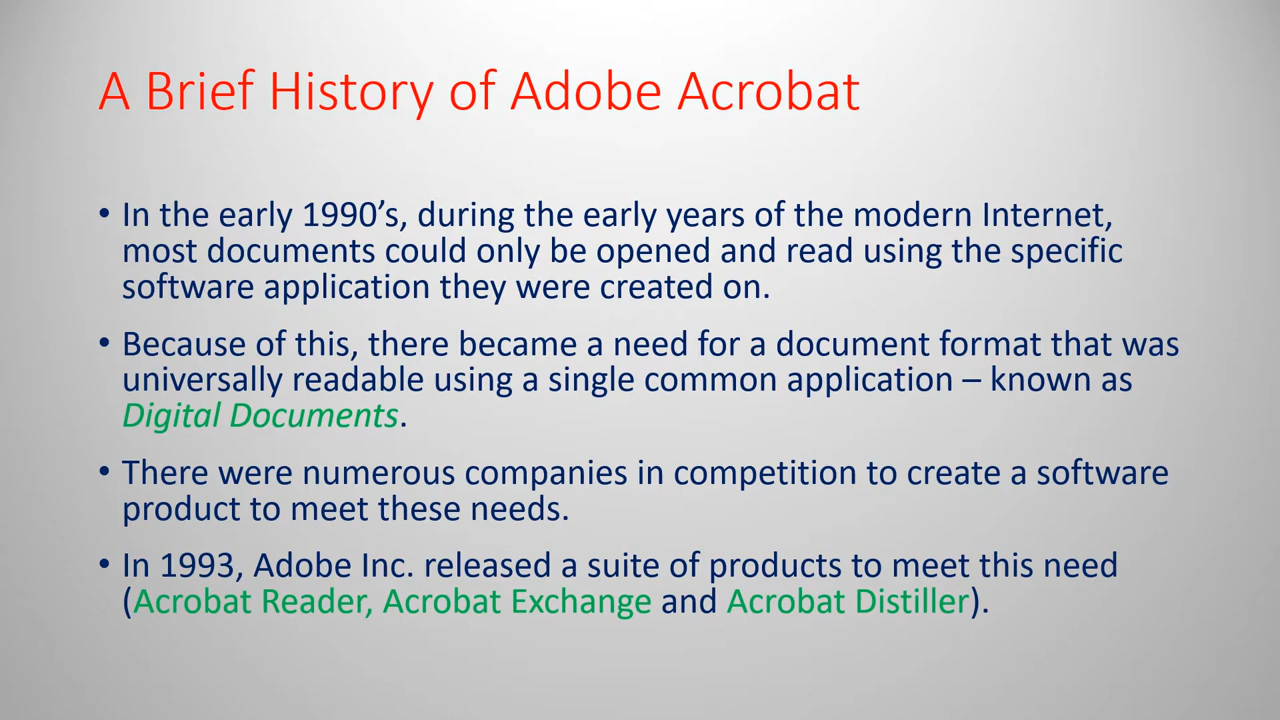 A Brief History of Adobe Acrobat
• In the early 1990’s, during the early years of the modern Internet,
most documents could only be opened and read using the specific
software application they were created on.
• Because of this, there became a need for a document format that was
universally readable using a single common application – known as
Digital Documents.
• There were numerous companies in competition to create a software
product to meet these needs.
• In 1993, Adobe Inc. released a suite of products to meet this need
(Acrobat Reader, Acrobat Exchange and Acrobat Distiller).